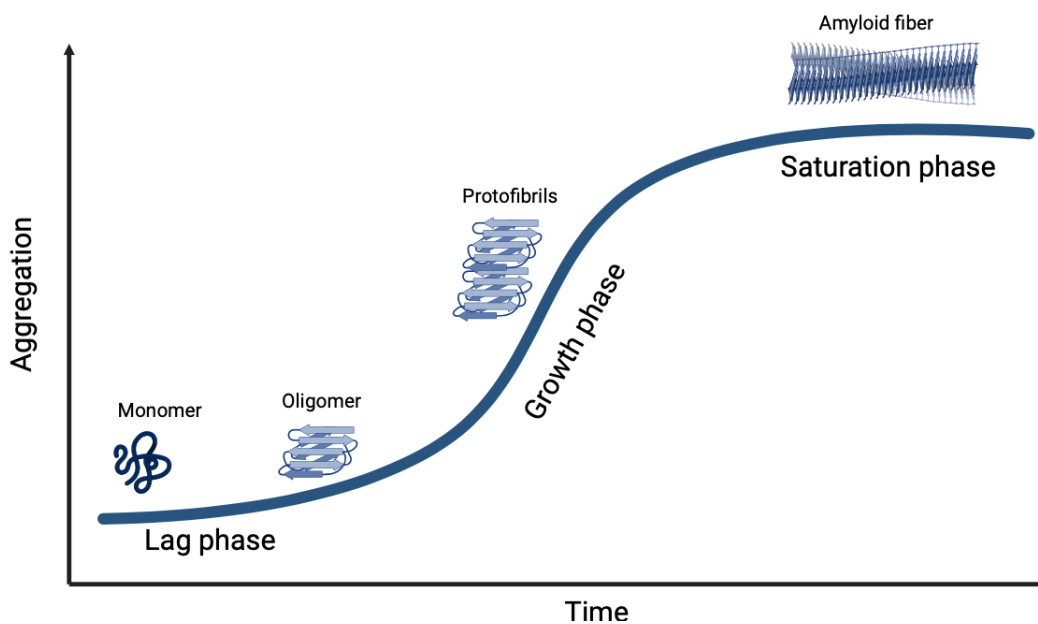 Amyloid fiber
Saturation phase
Protofibrils
Growth phase
Aggregation
Oligomer
Monomer
Lag phase
Time